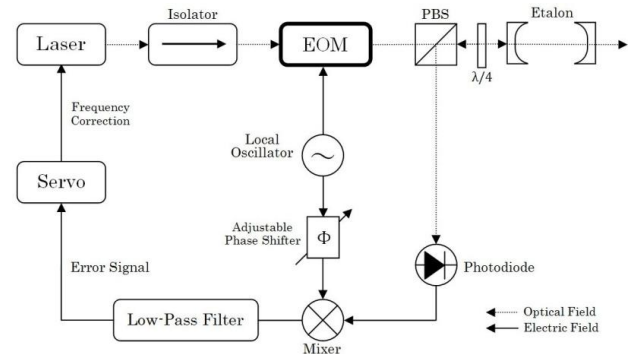 Isolator
PBS
Etalon
Laser
EOM
λ/4
Frequency
Correction
Local
Oscillator
Servo
Adjustable
Phase Shifter
Φ
Error Signal
Photodiode
Low-Pass Filter
Mixer
Optical Field
Electric Field